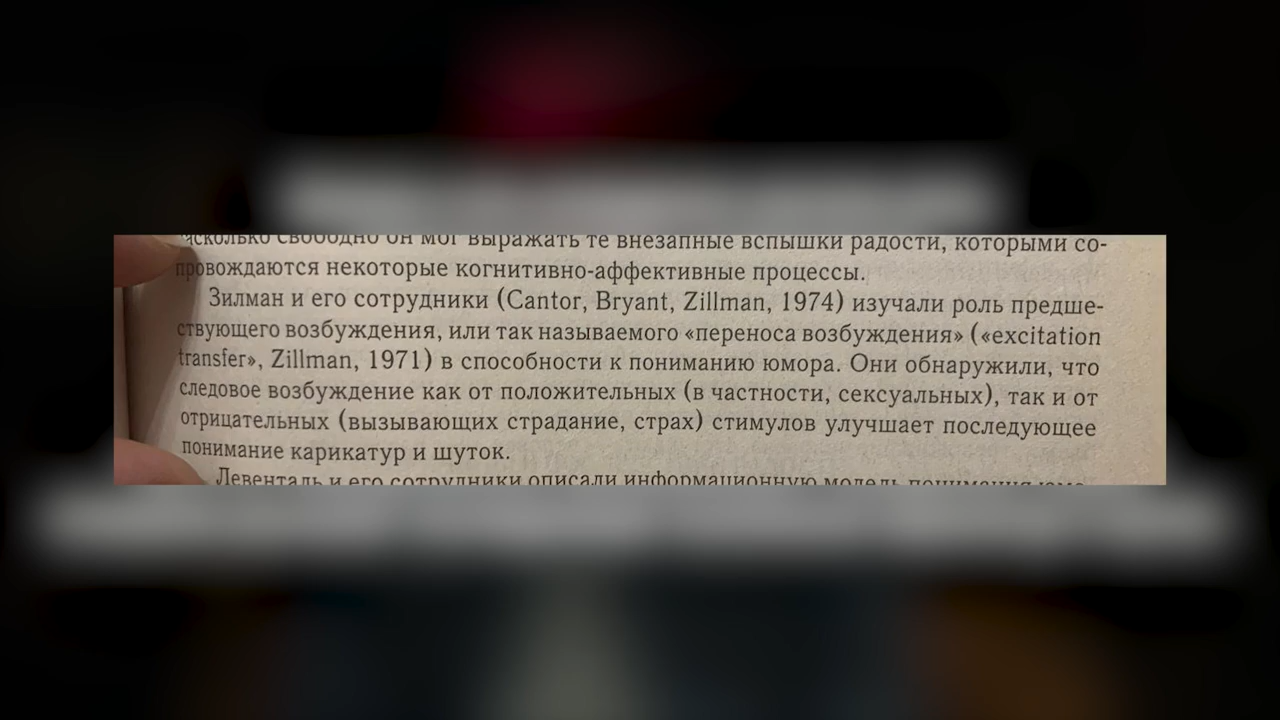 насколько свободно он мог выражать те внезапные вспышки радости, которыми со-
провождаются некоторые когнитивно-аффективные процессы.
Зилман и его сотрудники (Cantor, Bryant, Zillman, 1974) изучали роль предше-
ствующего возбуждения, или так называемого «переноса возбуждения» («excitation
transfer», Zillman, 1971) в способности к пониманию юмора. Они обнаружили, что
следовое возбуждение как от положительных (в частности, сексуальных), так и от
отрицательных (вызывающих страдание, страх) стимулов улучшает последующее
понимание карикатур и шуток.
Левенталь и его сотрудники описали информационную модель понимания юмо-